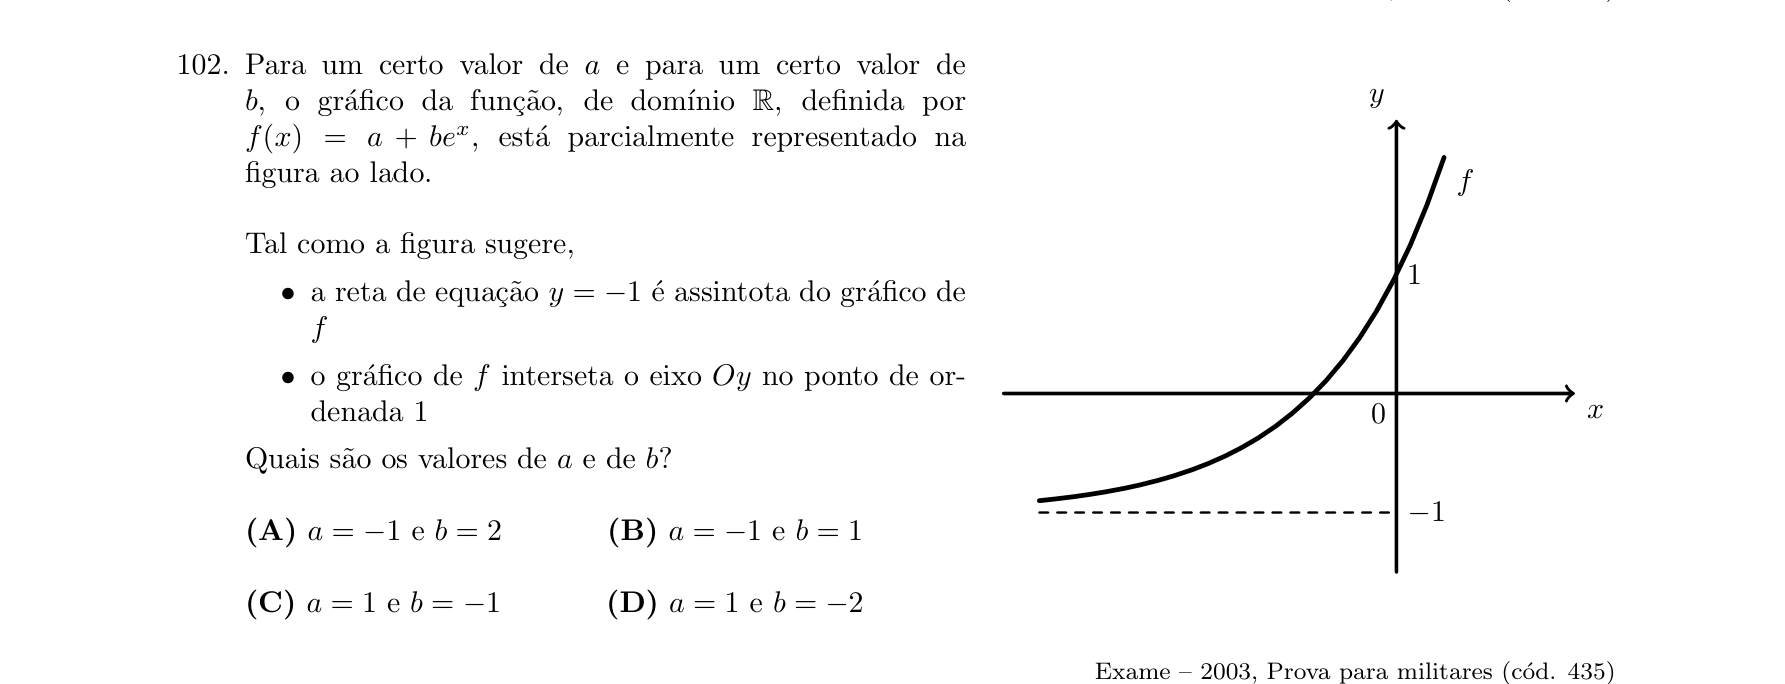 102. Para um certo valor de a e para um certo valor de
b, o gráfico da função, de domínio ℝ, definida por
f(x) = a + be^x, está parcialmente representado na
figura ao lado.
Tal como a figura sugere,
• a reta de equação y = −1 é assintota do gráfico de
f
• o gráfico de f interseta o eixo Oy no ponto de or-
denada 1
Quais são os valores de a e de b?
(A) a = −1 e b = 2 (B) a = −1 e b = 1
(C) a = 1 e b = −1 (D) a = 1 e b = −2
y
f
1
0
x
−1
Exame – 2003, Prova para militares (cód. 435)